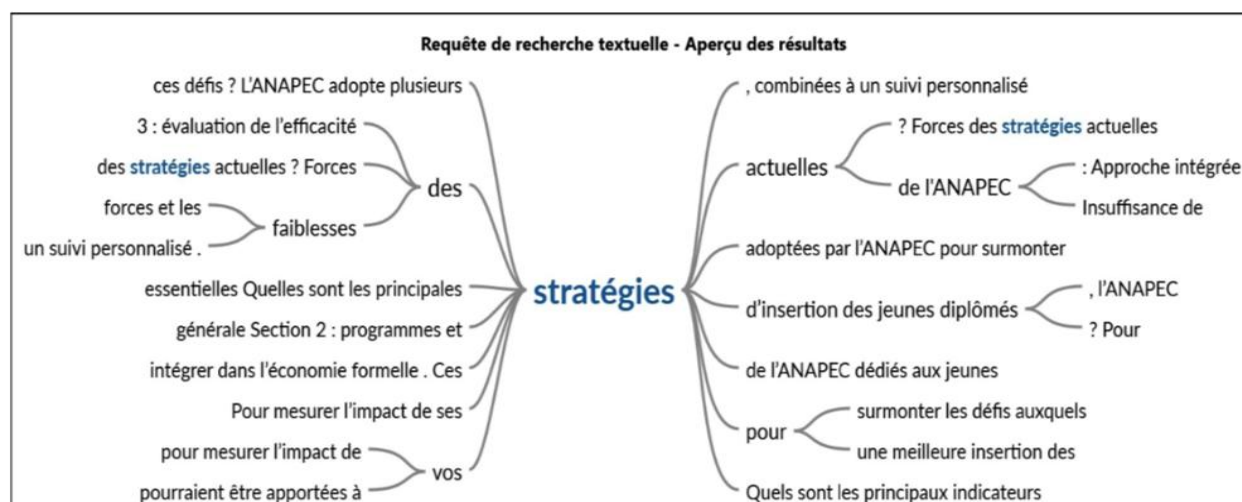 Requête de recherche textuelle - Aperçu des résultats
ces défis ? L'ANAPEC adopte plusieurs
3 : évaluation de l'efficacité
des stratégies actuelles ? Forces
des
forces et les
faiblesses
un suivi personnalisé .
essentielles Quelles sont les principales
générale Section 2 : programmes et
intégrer dans l'économie formelle . Ces
Pour mesurer l'impact de ses
pour mesurer l'impact de
vos
pourraient être apportées à
stratégies
, combinées à un suivi personnalisé
? Forces des stratégies actuelles
actuelles
: Approche intégrée
de l'ANAPEC
Insuffisance de
adoptées par l'ANAPEC pour surmonter
, l'ANAPEC
d'insertion des jeunes diplômés
? Pour
de l'ANAPEC dédiés aux jeunes
surmonter les défis auxquels
pour
une meilleure insertion des
Quels sont les principaux indicateurs